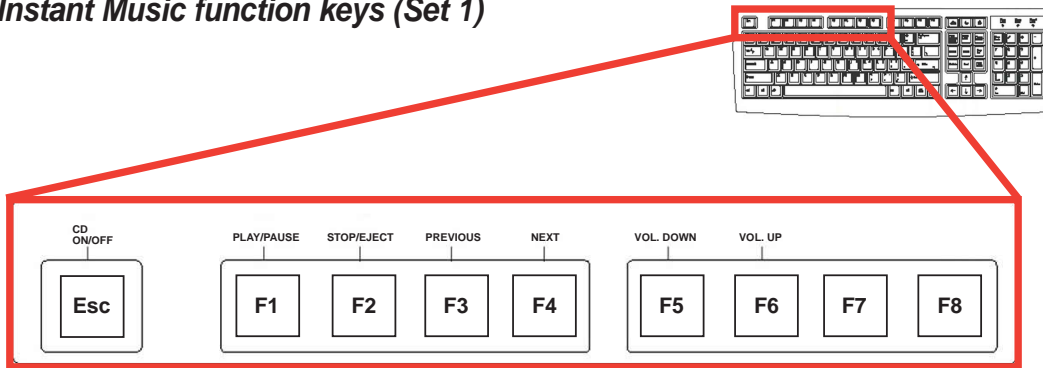 Instant Music function keys (Set 1)
CD
ON/OFF
PLAY/PAUSE STOP/EJECT PREVIOUS NEXT VOL. DOWN VOL. UP
Esc F1 F2 F3 F4 F5 F6 F7 F8